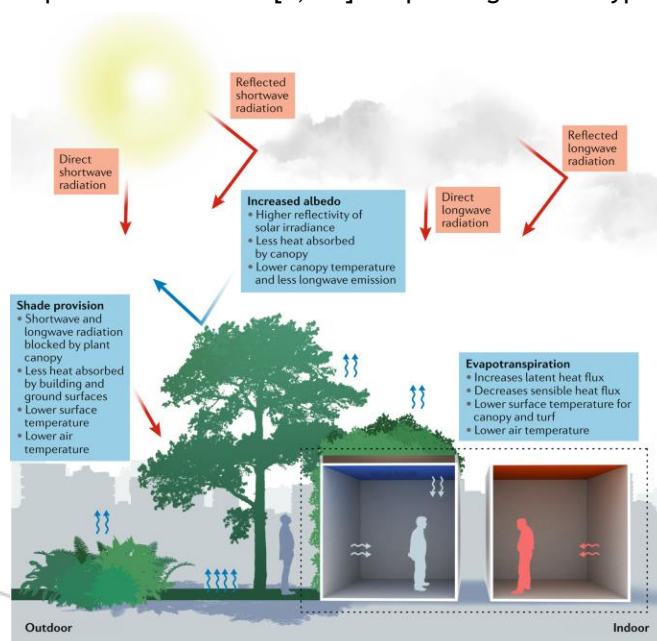 Reflected
shortwave
radiation
Reflected
longwave
radiation
Direct
shortwave
radiation
Direct
longwave
radiation
Increased albedo
• Higher reflectivity of
solar irradiance
• Less heat absorbed
by canopy
• Lower canopy temperature
and less longwave emission
Shade provision
• Shortwave and
longwave radiation
blocked by plant
canopy
• Less heat absorbed
by building and
ground surfaces
• Lower surface
temperature
• Lower air
temperature
Evapotranspiration
• Increases latent heat flux
• Decreases sensible heat flux
• Lower surface temperature for
canopy and turf
• Lower air temperature
Outdoor
Indoor